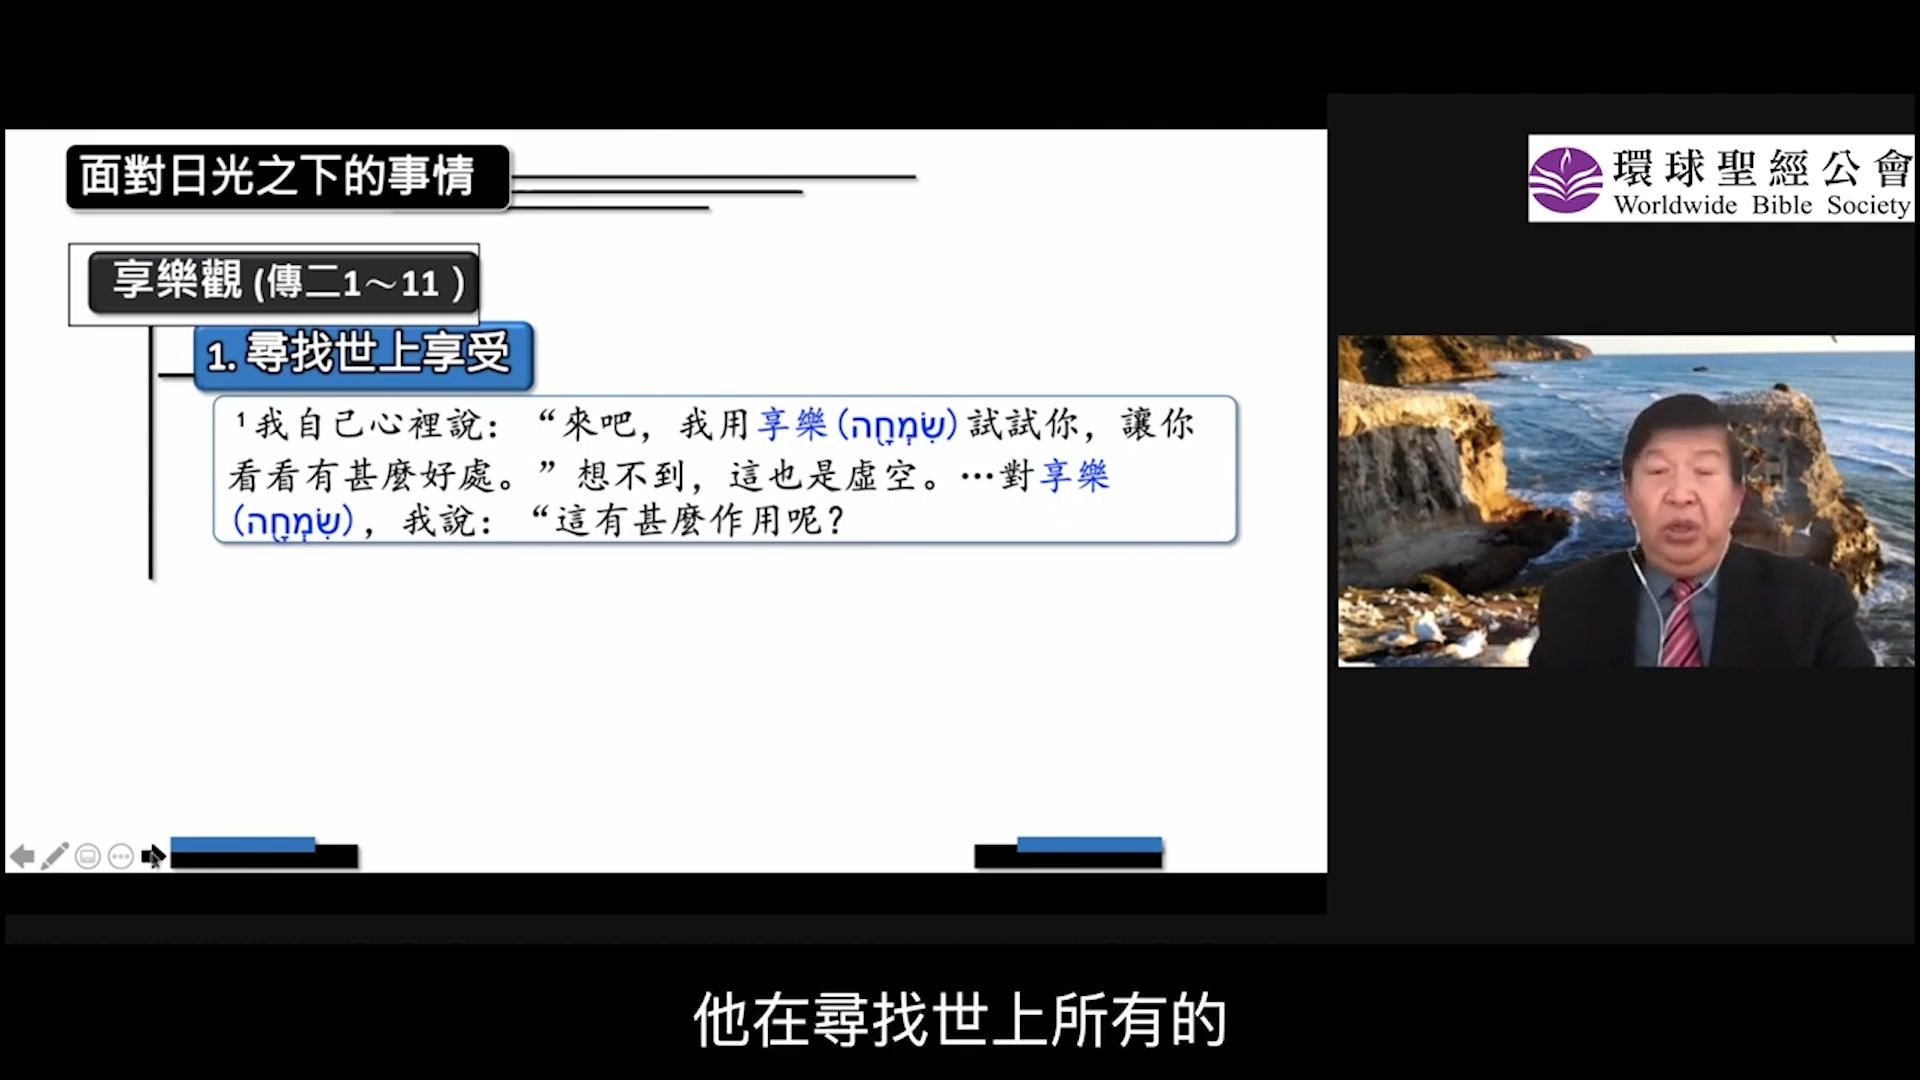 面對日光之下的事情
享樂觀 (傳二1～11 )
1. 尋找世上享受
¹我自己心裡說：“來吧，我用享樂(שִׂמְחָה)試試你，讓你
看看有甚麼好處。”想不到，這也是虛空。…對享樂
(שִׂמְחָה)，我說：“這有甚麼作用呢？
環球聖經公會
Worldwide Bible Society
他在尋找世上所有的